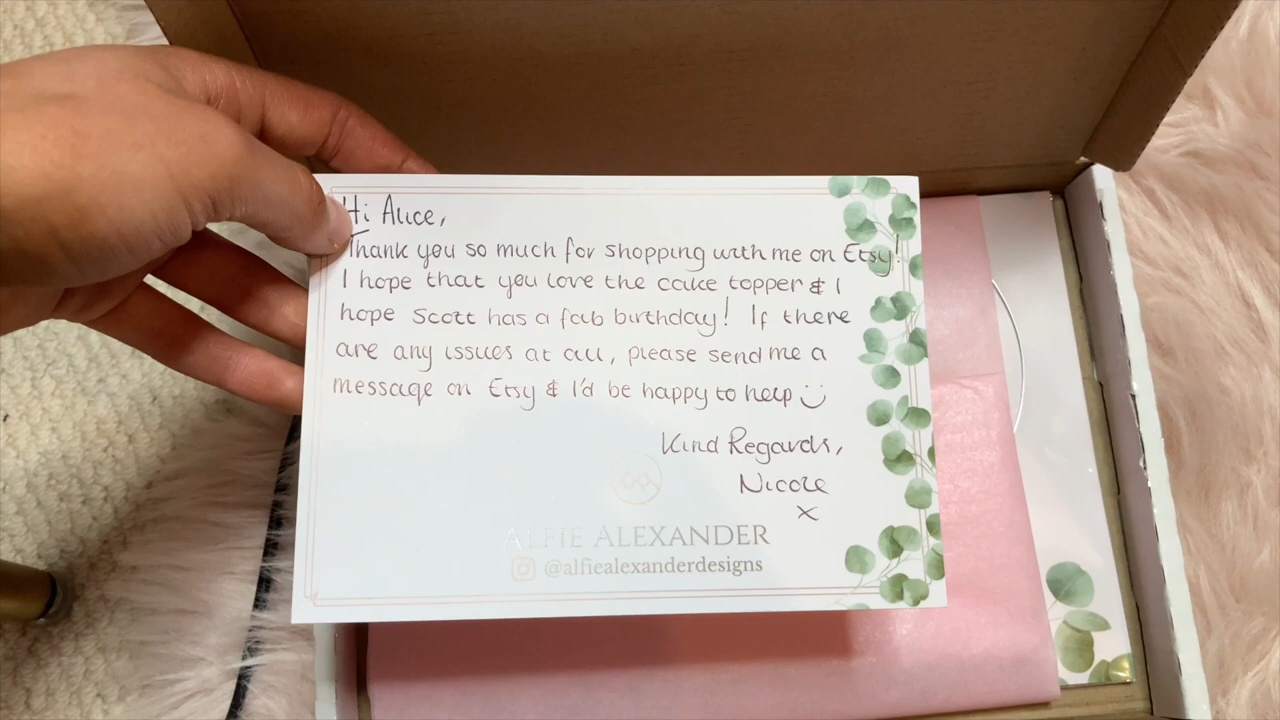 Hi Alice,
Thank you so much for shopping with me on Etsy!
I hope that you love the cake topper & I
hope Scott has a fab birthday! If there
are any issues at all, please send me a
message on Etsy & I'd be happy to help
Kind Regards,
Nicole
x
ALFIE ALEXANDER
@alfiealexanderdesigns